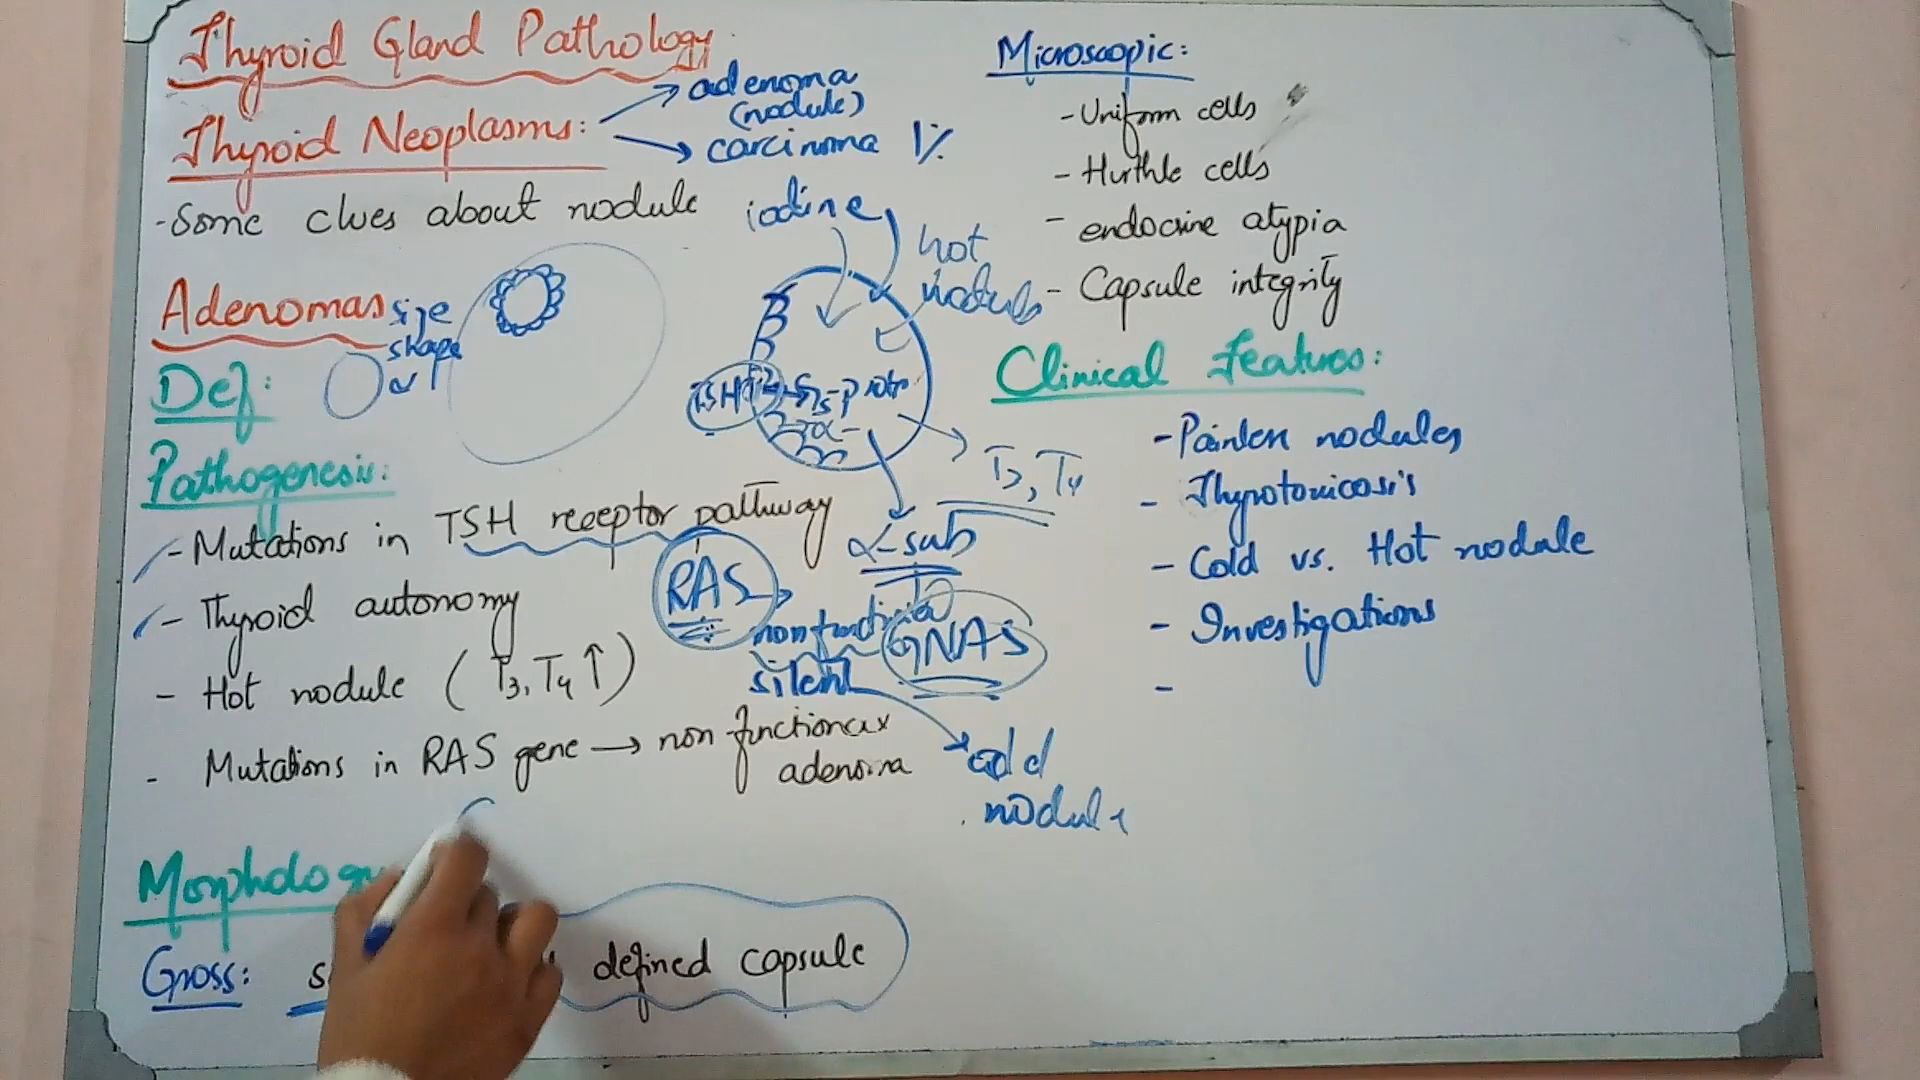 Thyroid Gland Pathology
Thyroid Neoplasms:
adenoma
(nodule)
carcinoma 1%
-Some clues about nodule
iodine
hot
nodule
Adenomas
size
shape
Def:
TSH
T3, T4
Pathogenesis:
- Mutations in TSH receptor pathway
α-sub
RAS
- Thyroid autonomy
GNAS
silent
- Hot nodule (T3, T4 ↑)
- Mutations in RAS gene → non functional
adenoma
cold
nodule
Gross:
defined capsule
Microscopic:
-Uniform cells
- Hurthle cells
- endocrine atypia
- Capsule integrity
Clinical Features:
-Painless nodules
- Thyrotoxicosis
- Cold vs. Hot nodule
- Investigations
-